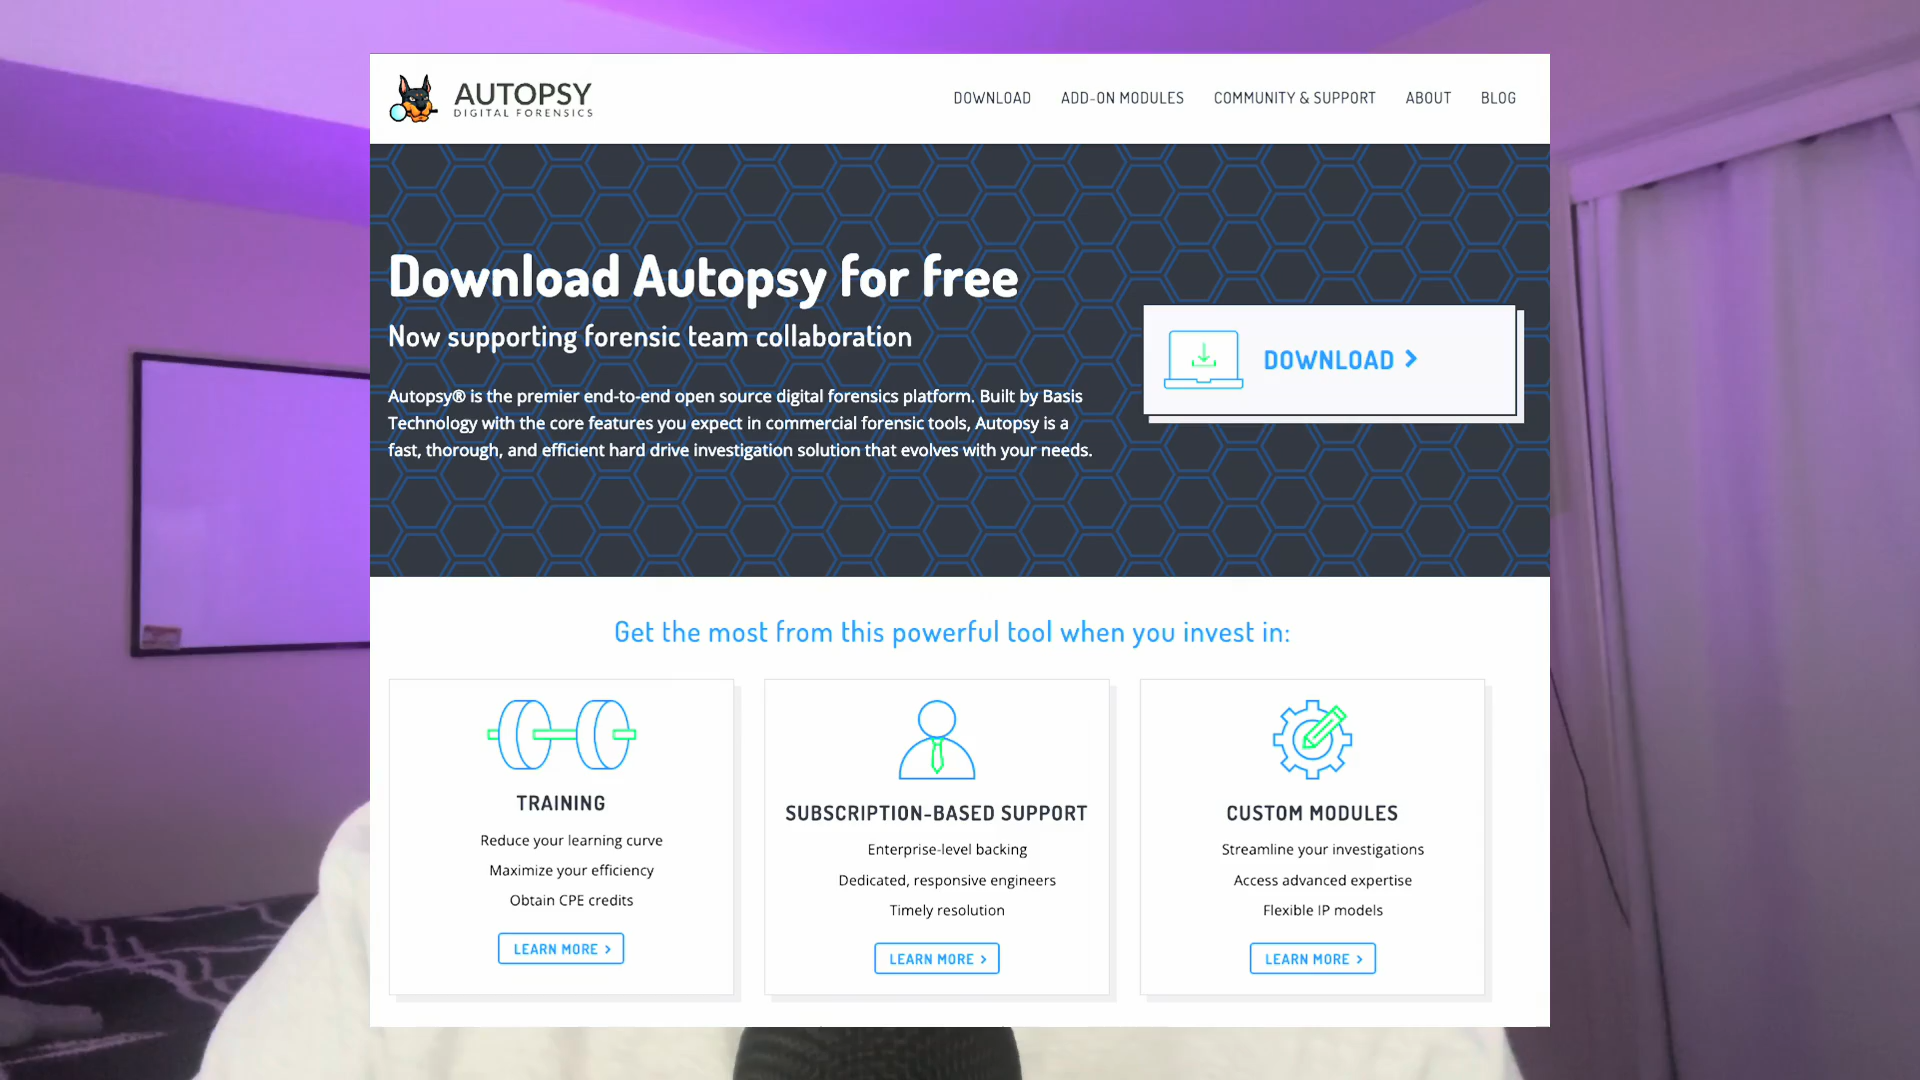 AUTOPSY
DIGITAL FORENSICS
DOWNLOAD ADD-ON MODULES COMMUNITY & SUPPORT ABOUT BLOG
Download Autopsy for free
Now supporting forensic team collaboration
Autopsy® is the premier end-to-end open source digital forensics platform. Built by Basis
Technology with the core features you expect in commercial forensic tools, Autopsy is a
fast, thorough, and efficient hard drive investigation solution that evolves with your needs.
DOWNLOAD >
Get the most from this powerful tool when you invest in:
TRAINING
Reduce your learning curve
Maximize your efficiency
Obtain CPE credits
LEARN MORE >
SUBSCRIPTION-BASED SUPPORT
Enterprise-level backing
Dedicated, responsive engineers
Timely resolution
LEARN MORE >
CUSTOM MODULES
Streamline your investigations
Access advanced expertise
Flexible IP models
LEARN MORE >